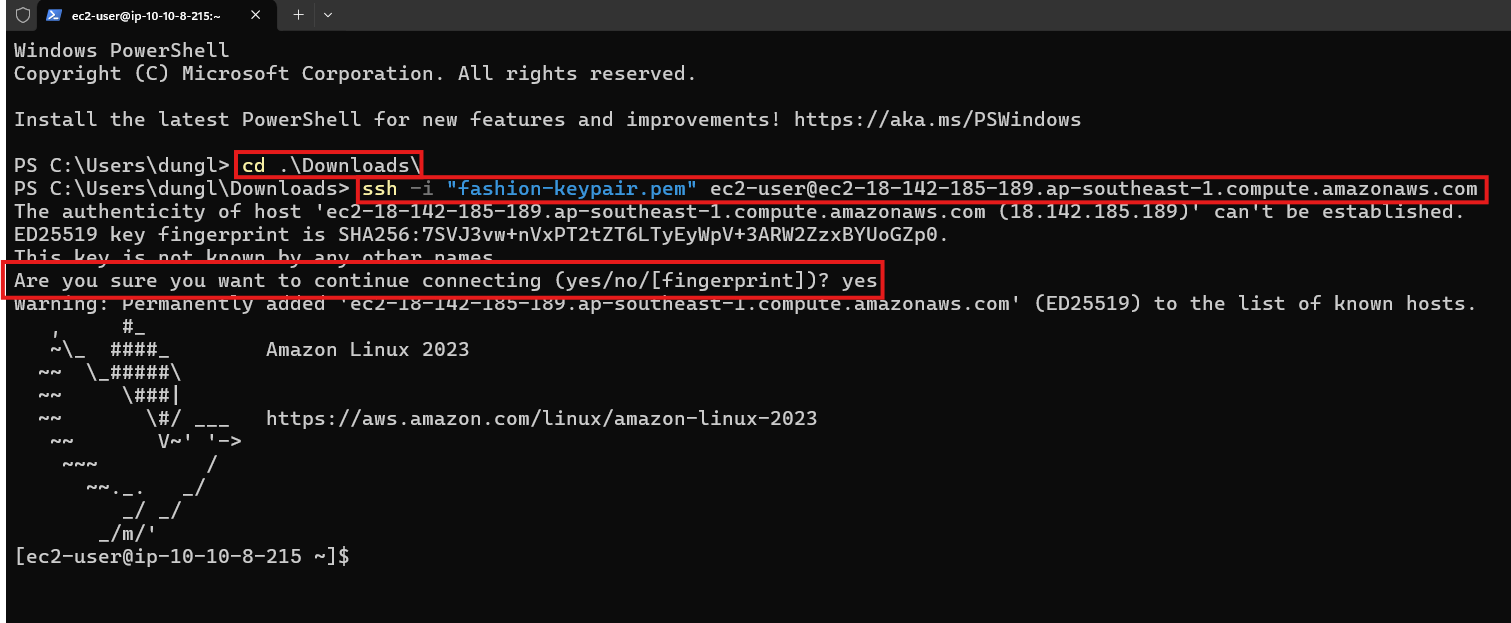 ec2-user@ip-10-10-8-215:~
Windows PowerShell
Copyright (C) Microsoft Corporation. All rights reserved.
Install the latest PowerShell for new features and improvements! https://aka.ms/PSWindows
PS C:\Users\dungl> cd .\Downloads\
PS C:\Users\dungl\Downloads> ssh -i "fashion-keypair.pem" ec2-user@ec2-18-142-185-189.ap-southeast-1.compute.amazonaws.com
The authenticity of host 'ec2-18-142-185-189.ap-southeast-1.compute.amazonaws.com (18.142.185.189)' can't be established.
ED25519 key fingerprint is SHA256:7SVJ3vw+nVxPT2tZT6LTyEyWpV+3ARW2ZzxBYUoGZp0.
This key is not known by any other names
Are you sure you want to continue connecting (yes/no/[fingerprint])? yes
Warning: Permanently added 'ec2-18-142-185-189.ap-southeast-1.compute.amazonaws.com' (ED25519) to the list of known hosts.
   ,     #_
   ~\_  ####_        Amazon Linux 2023
  ~~  \_#####\
  ~~     \###|
  ~~       \#/ ___   https://aws.amazon.com/linux/amazon-linux-2023
   ~~       V~' '->
    ~~~         /
      ~~._.   _/
         _/ _/
       _/m/'
[ec2-user@ip-10-10-8-215 ~]$